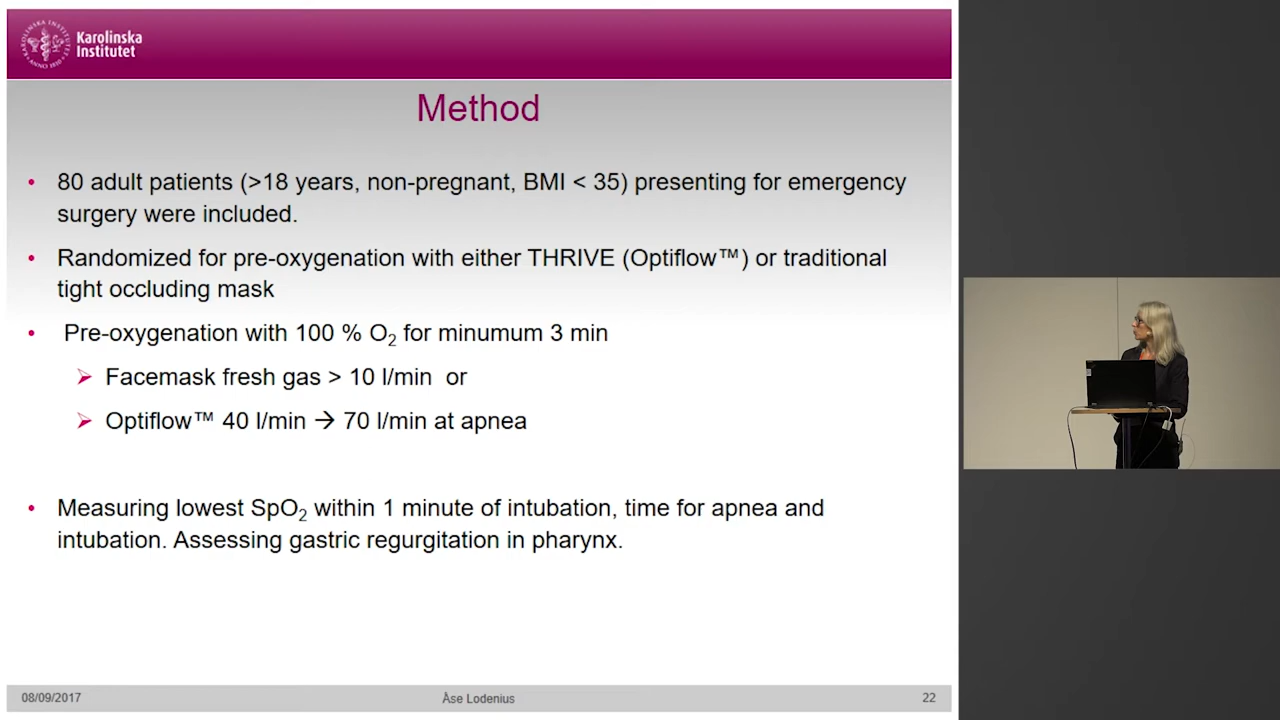 Karolinska
Institutet
KAROLINSKA INSTITUTET
ANNO 1810
Method
• 80 adult patients (>18 years, non-pregnant, BMI < 35) presenting for emergency
surgery were included.
• Randomized for pre-oxygenation with either THRIVE (Optiflow™) or traditional
tight occluding mask
• Pre-oxygenation with 100 % O₂ for minumum 3 min
➢ Facemask fresh gas > 10 l/min or
➢ Optiflow™ 40 l/min → 70 l/min at apnea
• Measuring lowest SpO₂ within 1 minute of intubation, time for apnea and
intubation. Assessing gastric regurgitation in pharynx.
08/09/2017
Åse Lodenius
22